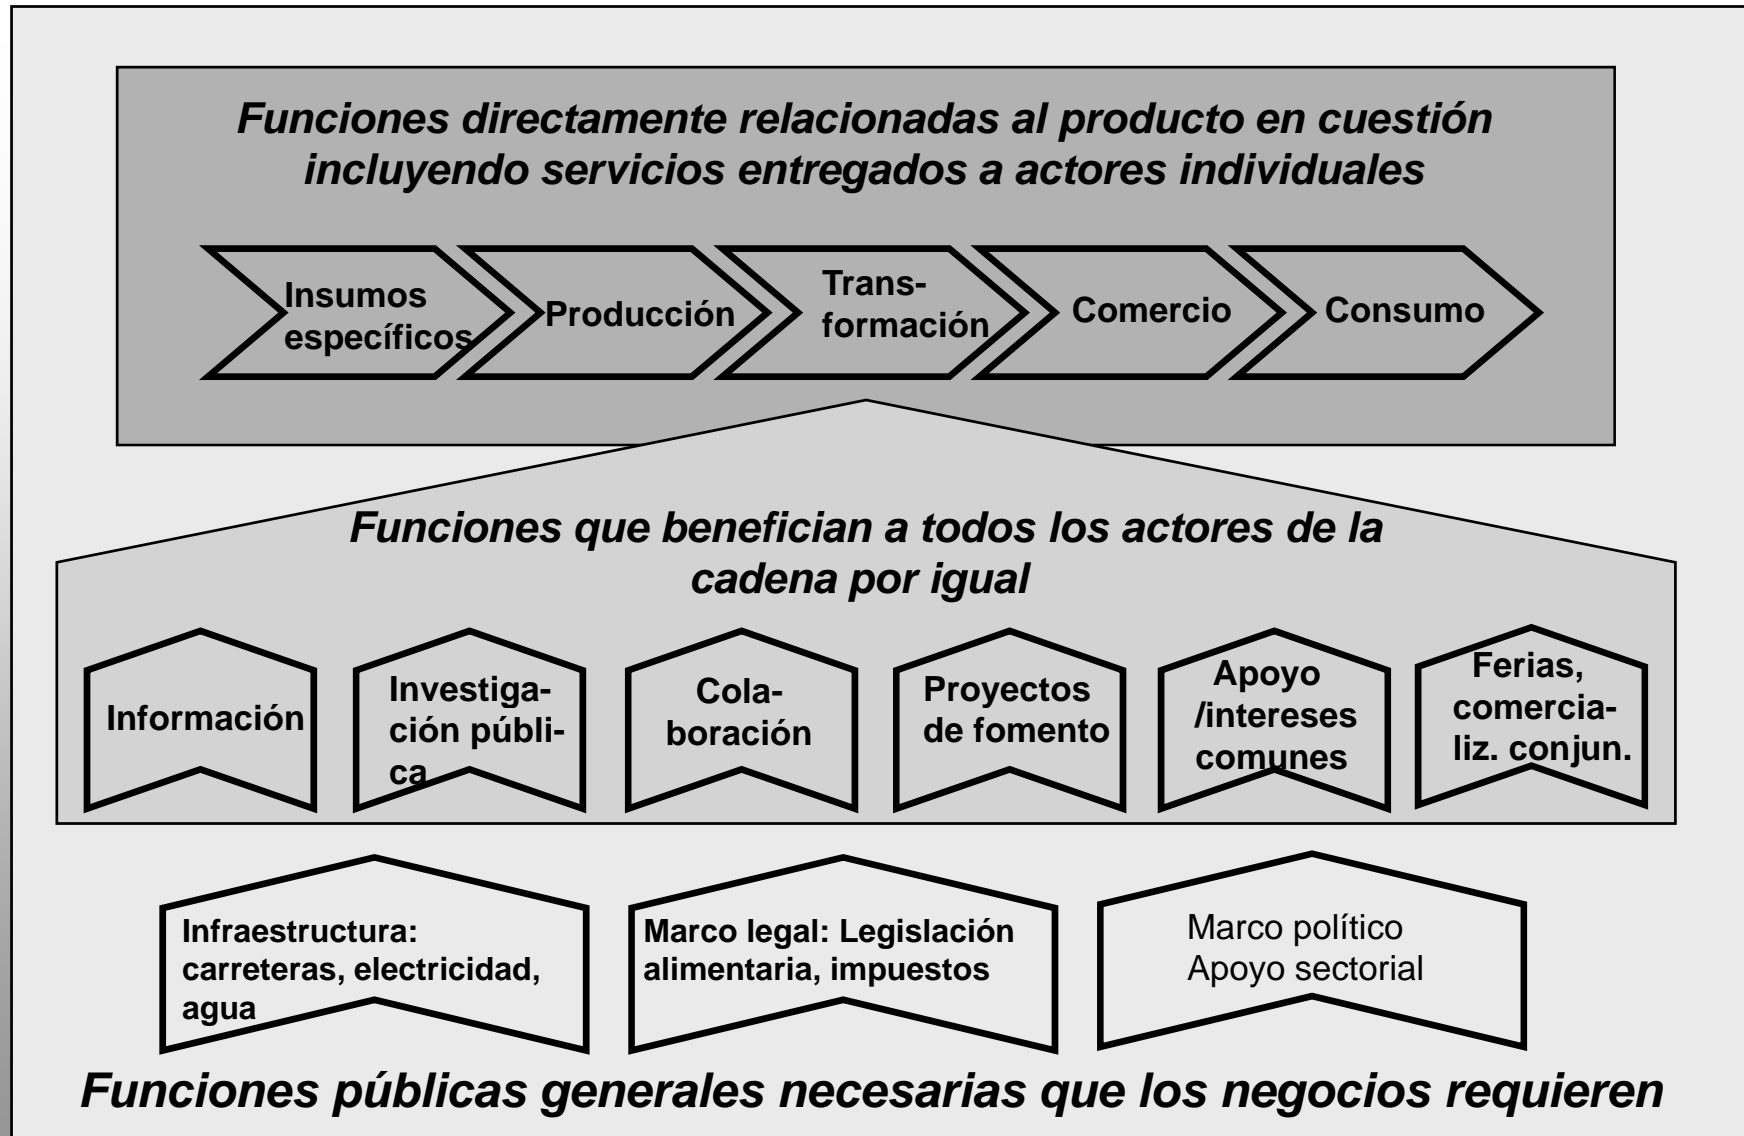 Funciones directamente relacionadas al producto en cuestión
incluyendo servicios entregados a actores individuales
Insumos
específicos
Producción
Trans-
formación
Comercio
Consumo
Funciones que benefician a todos los actores de la
cadena por igual
Información
Investiga-
ción públi-
ca
Cola-
boración
Proyectos
de fomento
Apoyo
/intereses
comunes
Ferias,
comercia-
liz. conjun.
Infraestructura:
carreteras, electricidad,
agua
Marco legal: Legislación
alimentaria, impuestos
Marco político
Apoyo sectorial
Funciones públicas generales necesarias que los negocios requieren